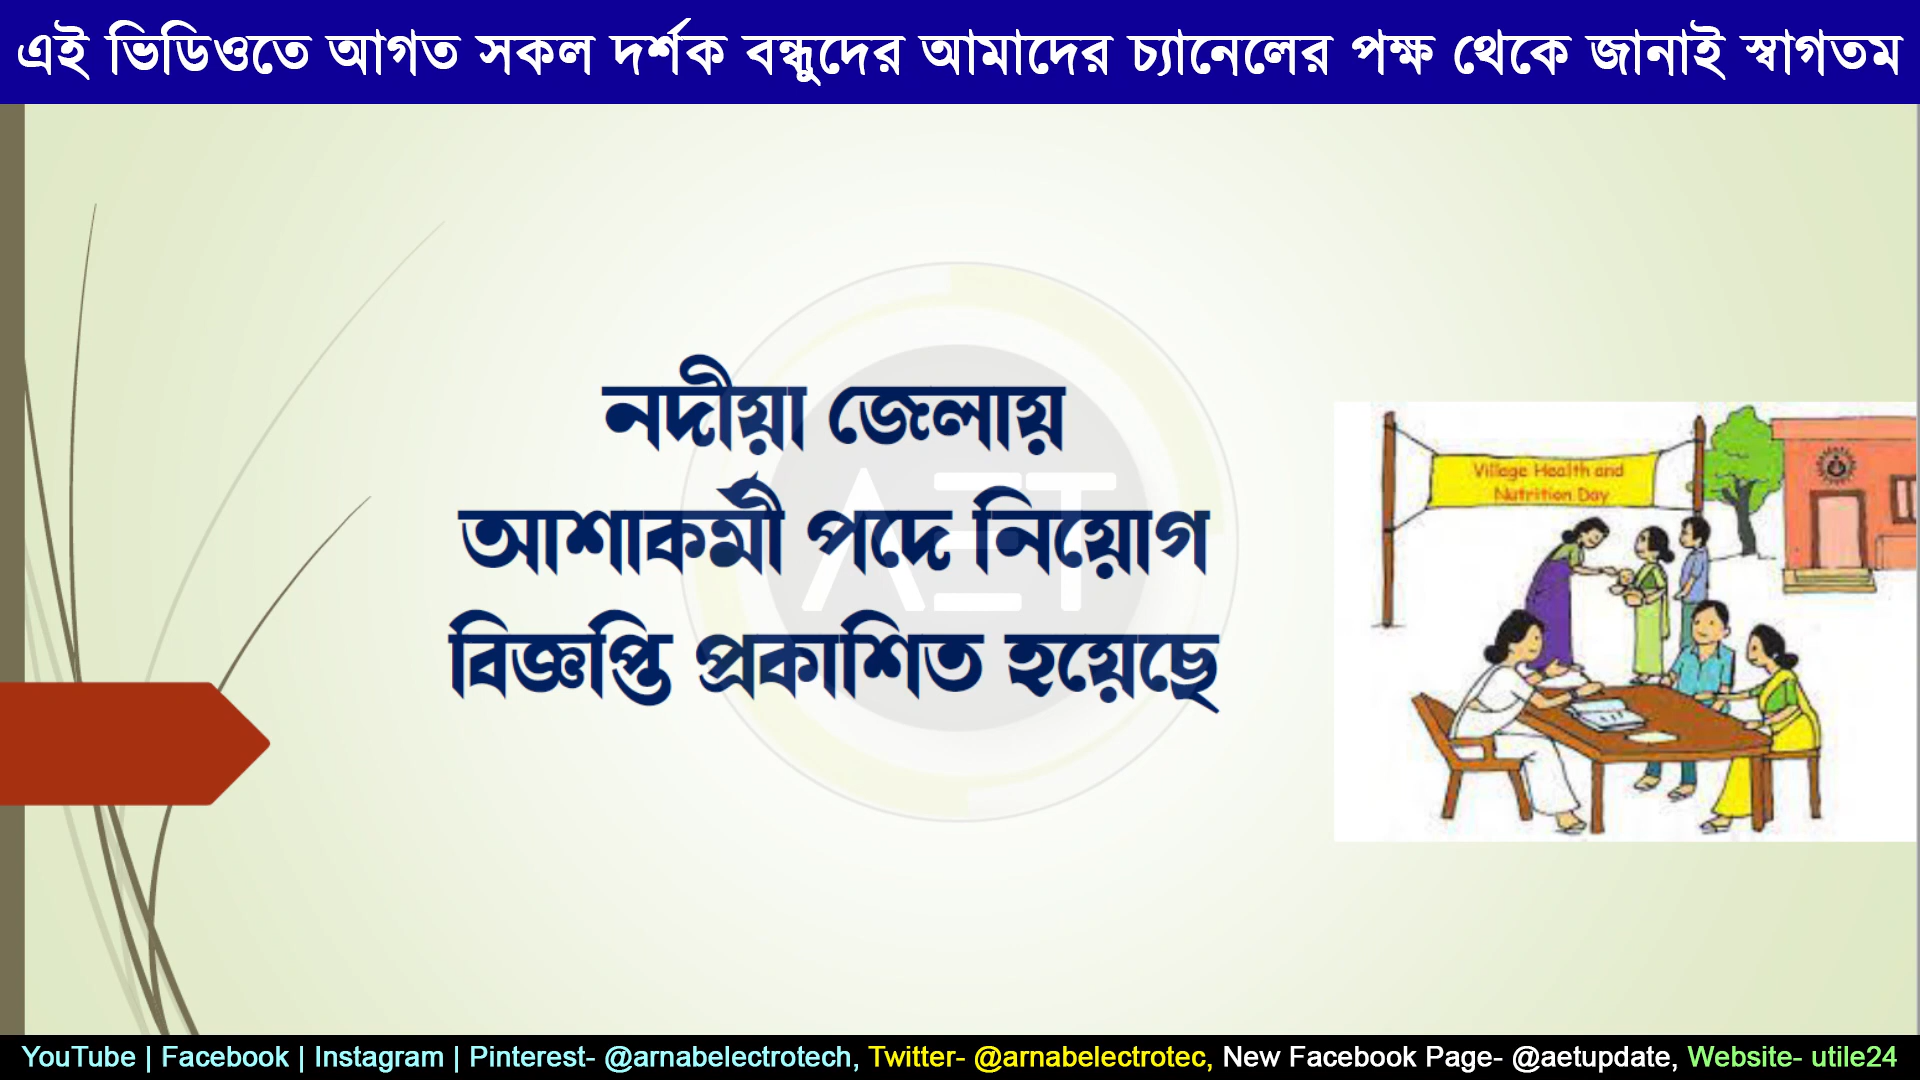 এই ভিডিওতে আগত সকল দর্শক বন্ধুদের আমাদের চ্যানেলের পক্ষ থেকে জানাই স্বাগতম
নদীয়া জেলায়
আশাকর্মী পদে নিয়োগ
বিজ্ঞপ্তি প্রকাশিত হয়েছে
AET
Village Health and
Nutrition Day
YouTube | Facebook | Instagram | Pinterest- @arnabelectrotech, Twitter- @arnabelectrotec, New Facebook Page- @aetupdate, Website- utile24